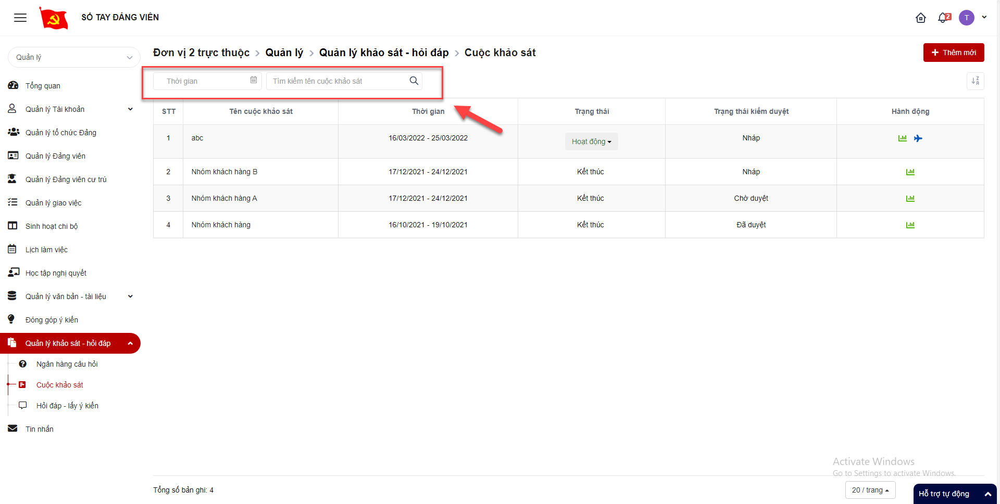 SỔ TAY ĐẢNG VIÊN
2
T
Quản lý
Đơn vị 2 trực thuộc > Quản lý > Quản lý khảo sát - hỏi đáp > Cuộc khảo sát
Thêm mới
Thời gian
Tìm kiếm tên cuộc khảo sát
Tổng quan
Quản lý Tài khoản
Quản lý tổ chức Đảng
Quản lý Đảng viên
Quản lý Đảng viên cư trú
Quản lý giao việc
Sinh hoạt chi bộ
Lịch làm việc
Học tập nghị quyết
Quản lý văn bản - tài liệu
Đóng góp ý kiến
Quản lý khảo sát - hỏi đáp
Ngân hàng câu hỏi
Cuộc khảo sát
Hỏi đáp - lấy ý kiến
Tin nhắn
STT Tên cuộc khảo sát Thời gian Trạng thái Trạng thái kiểm duyệt Hành động
1 abc 16/03/2022 - 25/03/2022 Hoạt động Nháp
2 Nhóm khách hàng B 17/12/2021 - 24/12/2021 Kết thúc Nháp
3 Nhóm khách hàng A 17/12/2021 - 24/12/2021 Kết thúc Chờ duyệt
4 Nhóm khách hàng 16/10/2021 - 19/10/2021 Kết thúc Đã duyệt
Activate Windows
Go to Settings to activate Windows.
Tổng số bản ghi: 4
20 / trang
Hỗ trợ tự động